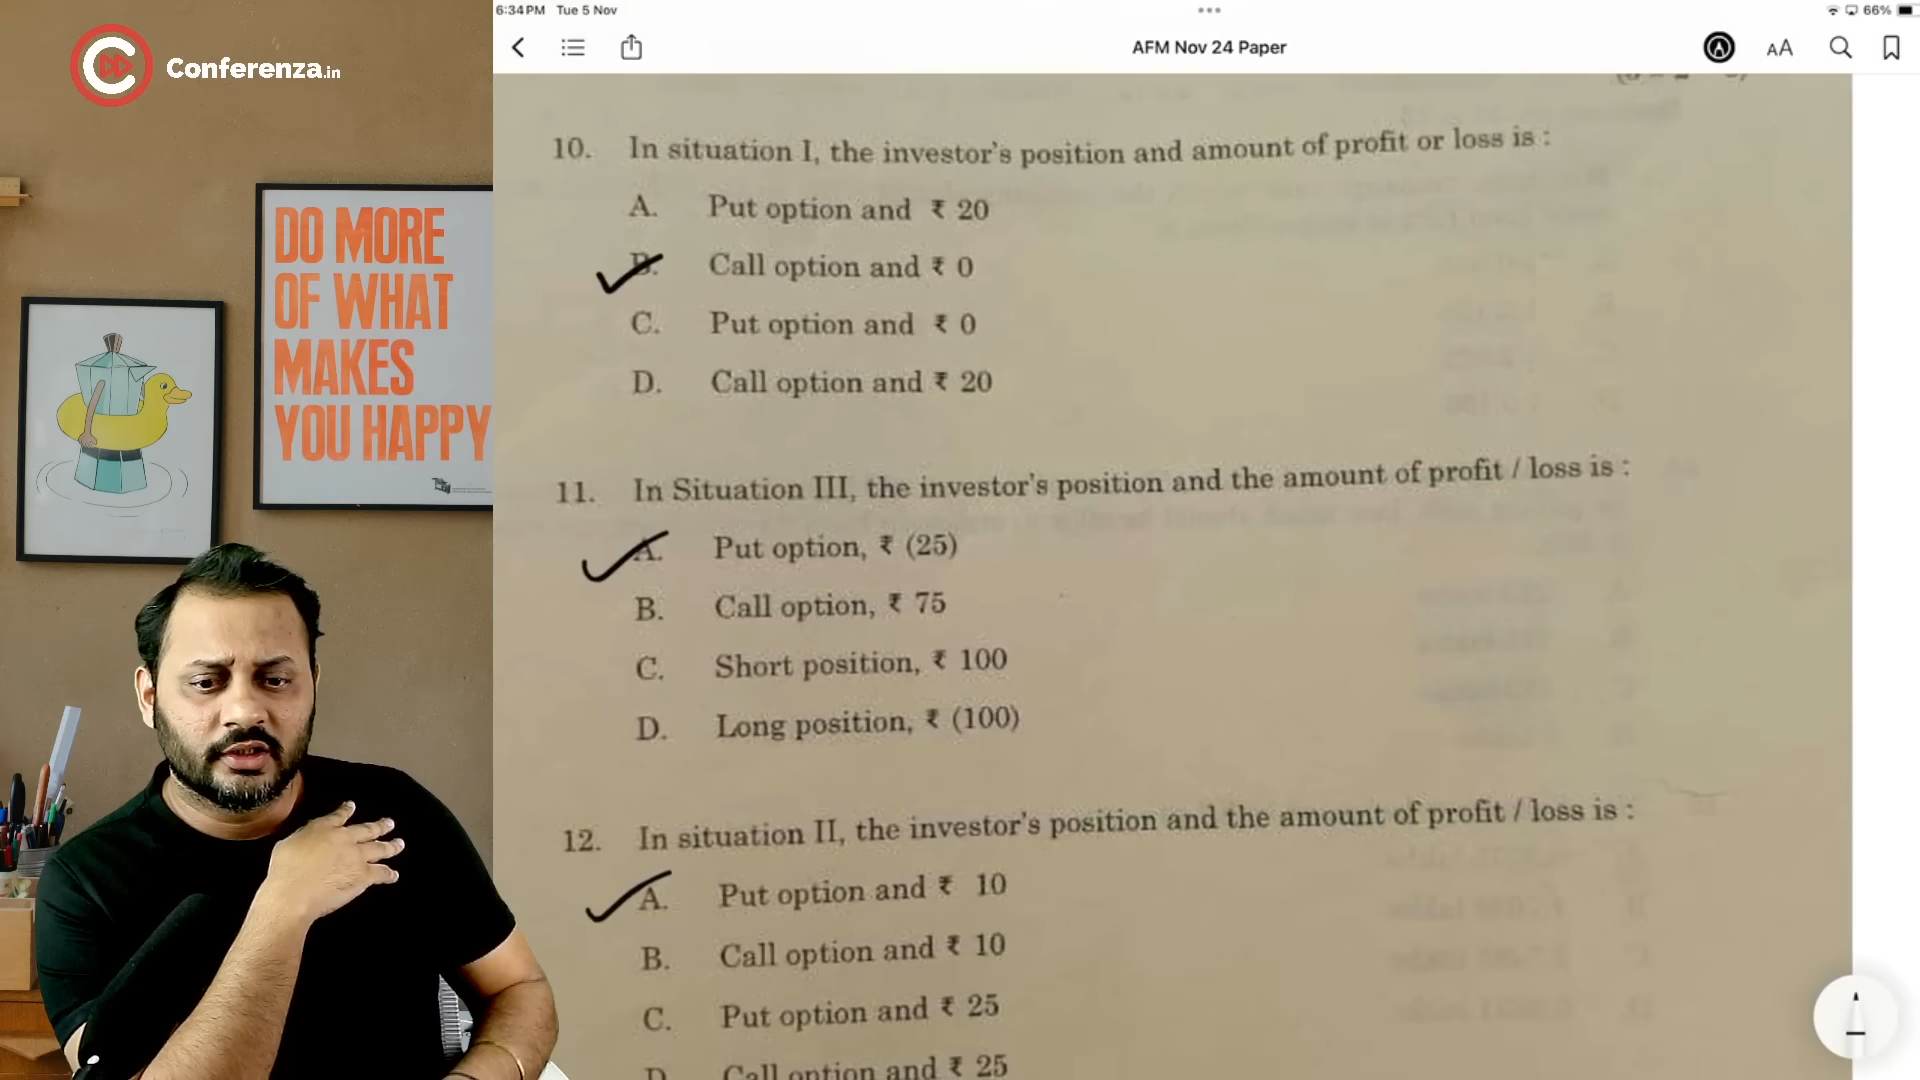 6:34 PM Tue 5 Nov
66%
Conferenza.in
AFM Nov 24 Paper
AA
DO MORE
OF WHAT
MAKES
YOU HAPPY
10. In situation I, the investor's position and amount of profit or loss is :
A. Put option and ₹ 20
B. Call option and ₹ 0
C. Put option and ₹ 0
D. Call option and ₹ 20
11. In Situation III, the investor's position and the amount of profit / loss is :
A. Put option, ₹ (25)
B. Call option, ₹ 75
C. Short position, ₹ 100
D. Long position, ₹ (100)
12. In situation II, the investor's position and the amount of profit / loss is :
A. Put option and ₹ 10
B. Call option and ₹ 10
C. Put option and ₹ 25
D. Call option and ₹ 25